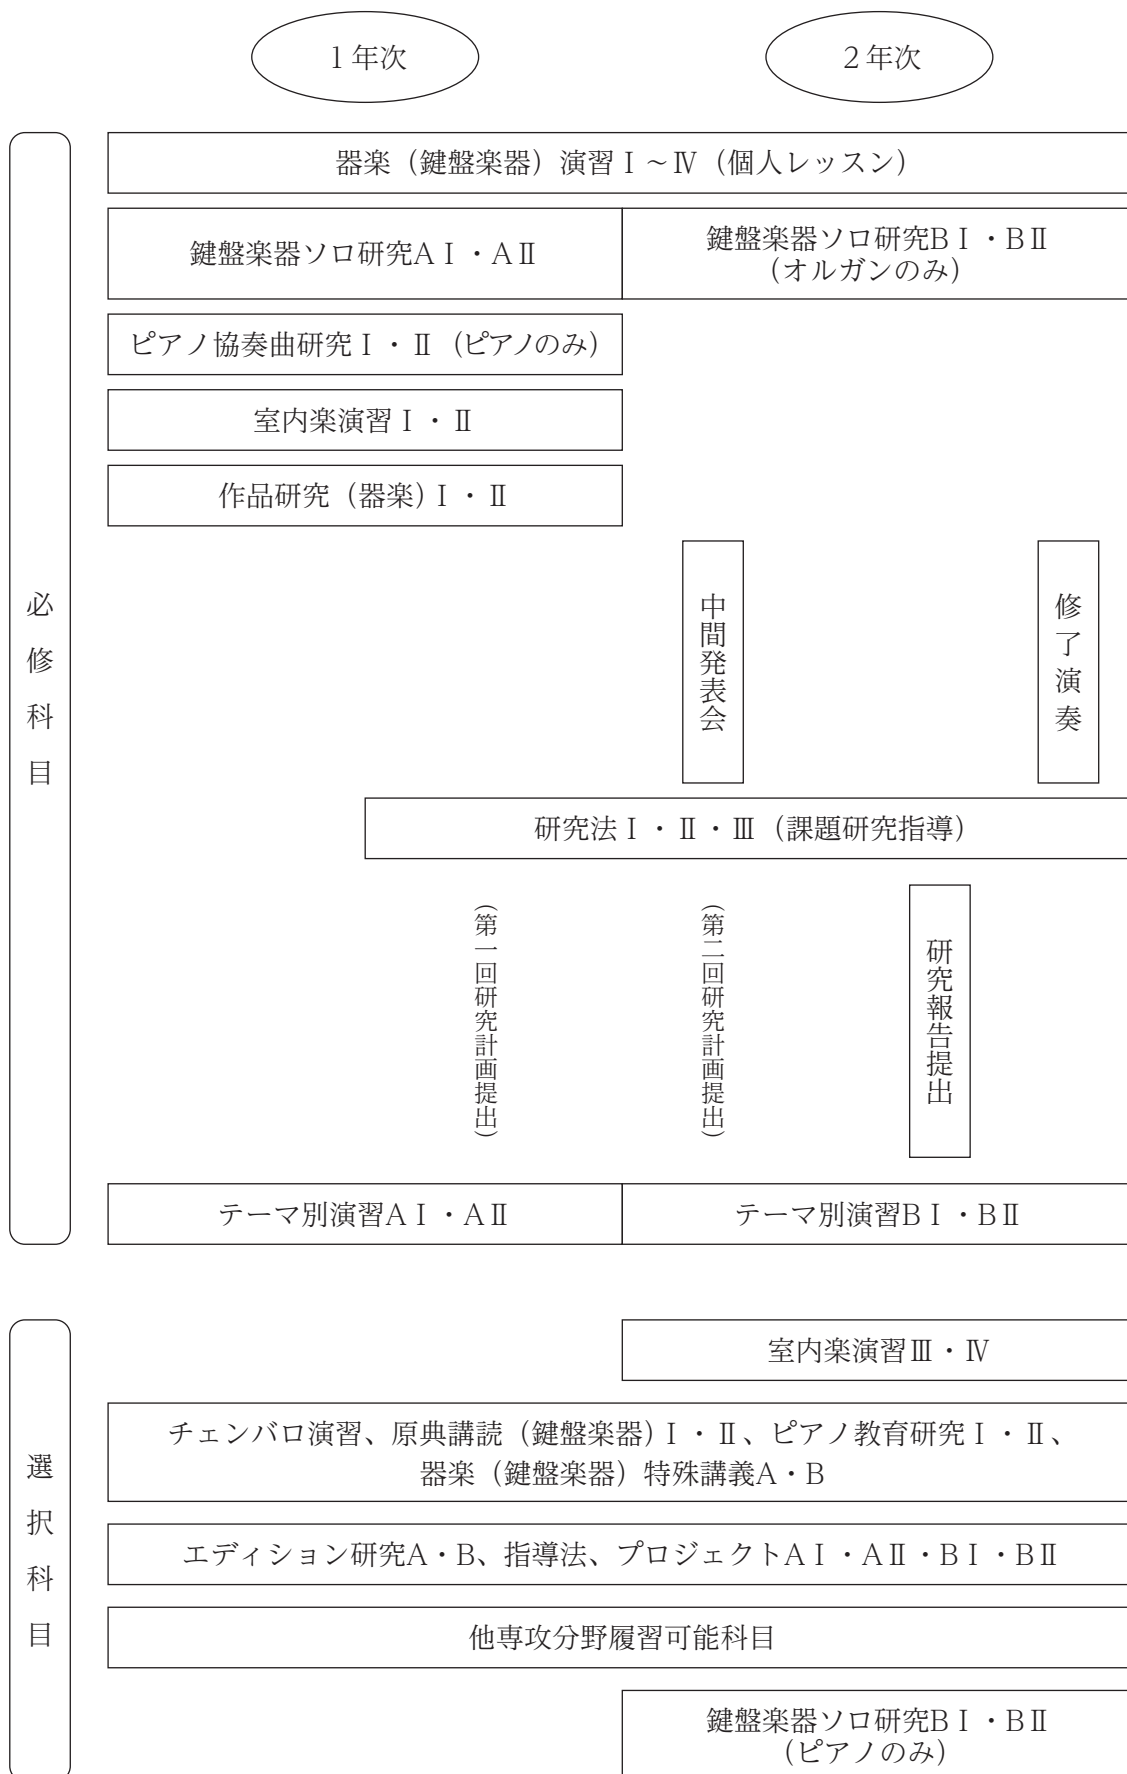 1年次
2年次
必修科目
器楽（鍵盤楽器）演習Ⅰ～Ⅳ（個人レッスン）
鍵盤楽器ソロ研究AⅠ・AⅡ
鍵盤楽器ソロ研究BⅠ・BⅡ
（オルガンのみ）
ピアノ協奏曲研究Ⅰ・Ⅱ（ピアノのみ）
室内楽演習Ⅰ・Ⅱ
作品研究（器楽）Ⅰ・Ⅱ
中間発表会
修了演奏
研究法Ⅰ・Ⅱ・Ⅲ（課題研究指導）
（第一回研究計画提出）
（第二回研究計画提出）
研究報告提出
テーマ別演習AⅠ・AⅡ
テーマ別演習BⅠ・BⅡ
選択科目
室内楽演習Ⅲ・Ⅳ
チェンバロ演習、原典講読（鍵盤楽器）Ⅰ・Ⅱ、ピアノ教育研究Ⅰ・Ⅱ、
器楽（鍵盤楽器）特殊講義A・B
エディション研究A・B、指導法、プロジェクトAⅠ・AⅡ・BⅠ・BⅡ
他専攻分野履修可能科目
鍵盤楽器ソロ研究BⅠ・BⅡ
（ピアノのみ）